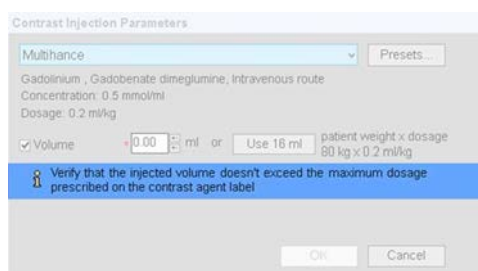 Contrast Injection Parameters
Multihance
Presets...
Gadolinium , Gadobenate dimeglumine, Intravenous route
Concentration: 0.5 mmol/ml
Dosage: 0.2 ml/kg
Volume * 0.00 ml or Use 16 ml
patient weight x dosage
80 kg x 0.2 ml/kg
Verify that the injected volume doesn't exceed the maximum dosage
prescribed on the contrast agent label
OK Cancel